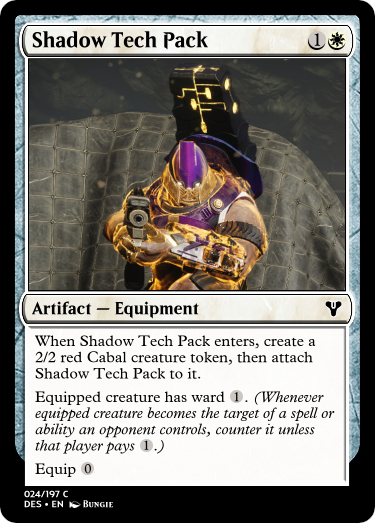 Shadow Tech Pack 1
Artifact — Equipment
When Shadow Tech Pack enters, create a
2/2 red Cabal creature token, then attach
Shadow Tech Pack to it.
Equipped creature has ward 1. (Whenever
equipped creature becomes the target of a spell or
ability an opponent controls, counter it unless
that player pays 1.)
Equip 0
024/197 C
DES • EN Bungie